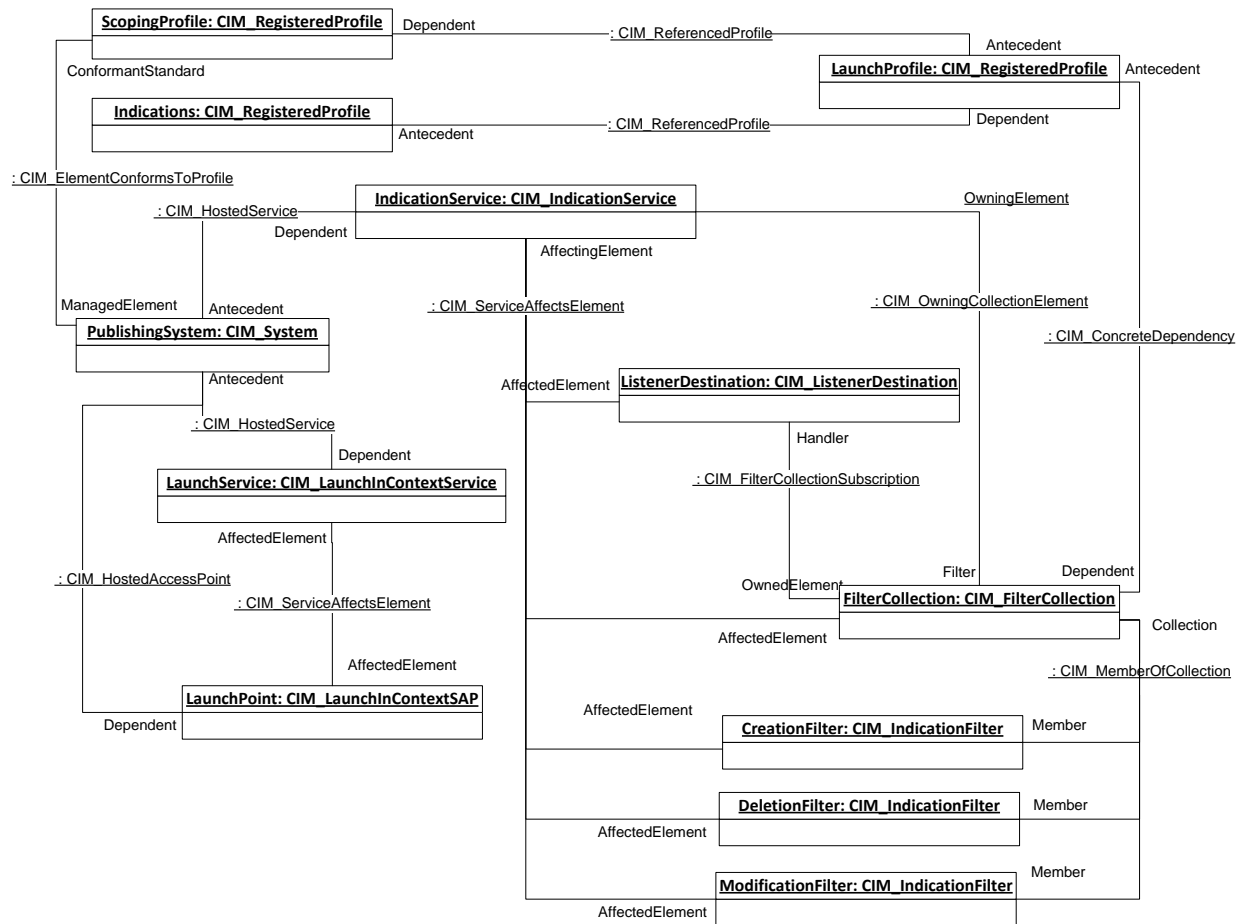 ScopingProfile: CIM_RegisteredProfile
Dependent
: CIM_ReferencedProfile
Antecedent
ConformantStandard
LaunchProfile: CIM_RegisteredProfile
Antecedent
Indications: CIM_RegisteredProfile
Antecedent
: CIM_ReferencedProfile
Dependent
: CIM_ElementConformsToProfile
IndicationService: CIM_IndicationService
OwningElement
: CIM_HostedService
Dependent
AffectingElement
ManagedElement
Antecedent
: CIM_ServiceAffectsElement
: CIM_OwningCollectionElement
PublishingSystem: CIM_System
: CIM_ConcreteDependency
Antecedent
AffectedElement
ListenerDestination: CIM_ListenerDestination
: CIM_HostedService
Handler
Dependent
LaunchService: CIM_LaunchInContextService
: CIM_FilterCollectionSubscription
AffectedElement
: CIM_HostedAccessPoint
Filter
Dependent
OwnedElement
: CIM_ServiceAffectsElement
FilterCollection: CIM_FilterCollection
AffectedElement
Collection
AffectedElement
: CIM_MemberOfCollection
LaunchPoint: CIM_LaunchInContextSAP
Dependent
AffectedElement
CreationFilter: CIM_IndicationFilter
Member
DeletionFilter: CIM_IndicationFilter
Member
AffectedElement
ModificationFilter: CIM_IndicationFilter
Member
AffectedElement